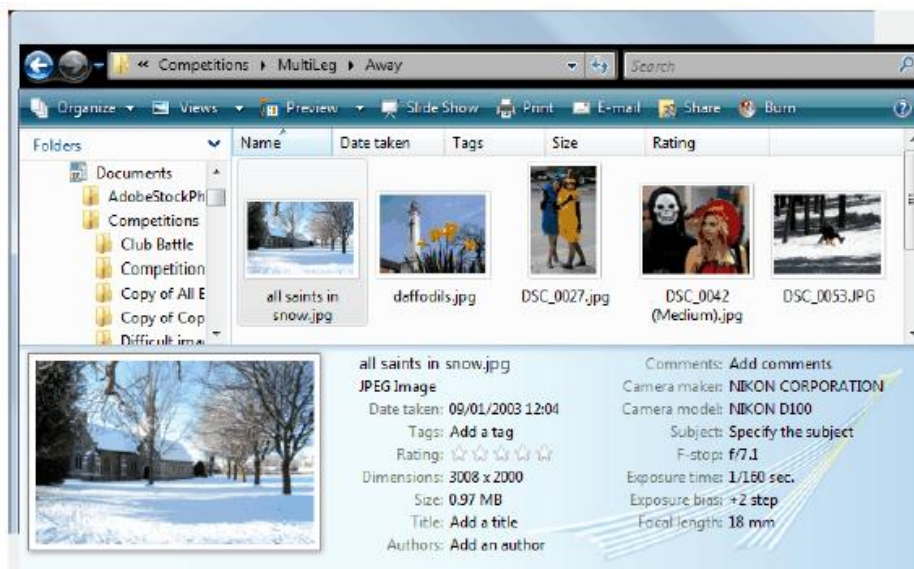 « Competitions ▸ MultiLeg ▸ Away Search
Organize Views Preview Slide Show Print E-mail Share Burn
Folders Name Date taken Tags Size Rating
Documents
AdobeStockPh
Competitions
Club Battle
Competition
Copy of All E
Copy of Cop
Difficult ima
all saints in
snow.jpg
daffodils.jpg
DSC_0027.jpg
DSC_0042
(Medium).jpg
DSC_0053.JPG
all saints in snow.jpg
JPEG Image
Date taken: 09/01/2003 12:04
Tags: Add a tag
Rating:
Dimensions: 3008 x 2000
Size: 0.97 MB
Title: Add a title
Authors: Add an author
Comments: Add comments
Camera maker: NIKON CORPORATION
Camera model: NIKON D100
Subject: Specify the subject
F-stop: f/7.1
Exposure time: 1/160 sec.
Exposure bias: +2 step
Focal length: 18 mm